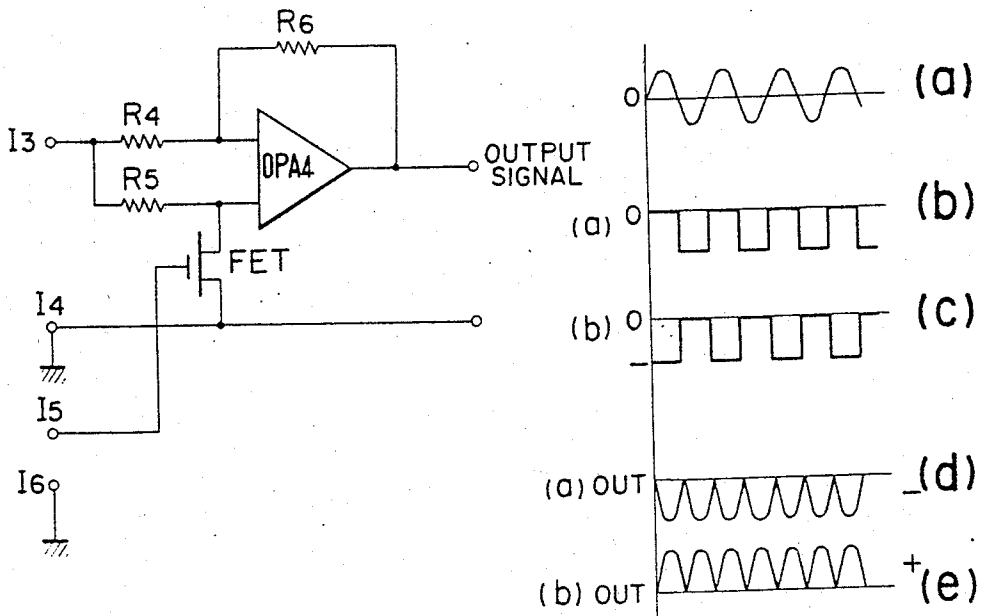 R6
R4
I3
OPA4
OUTPUT
SIGNAL
R5
FET
I4
I5
I6
0
(a)
(a) 0
(b)
(b) 0
(c)
−
(a) OUT
−(d)
(b) OUT
+
(e)